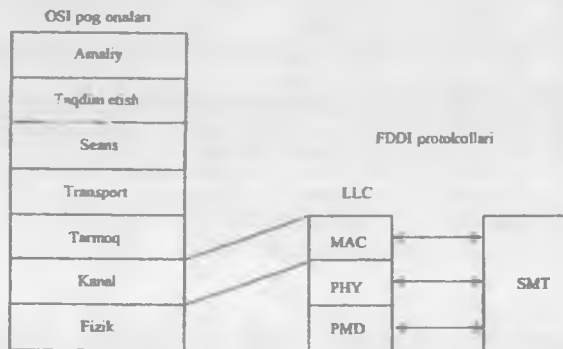 OSI pog onalari
Amaliy
Taqdim etish
Seans
Transport
Tarmoq
Kanal
Fizik
FDDI protokollari
LLC
MAC
PHY
PMD
SMT